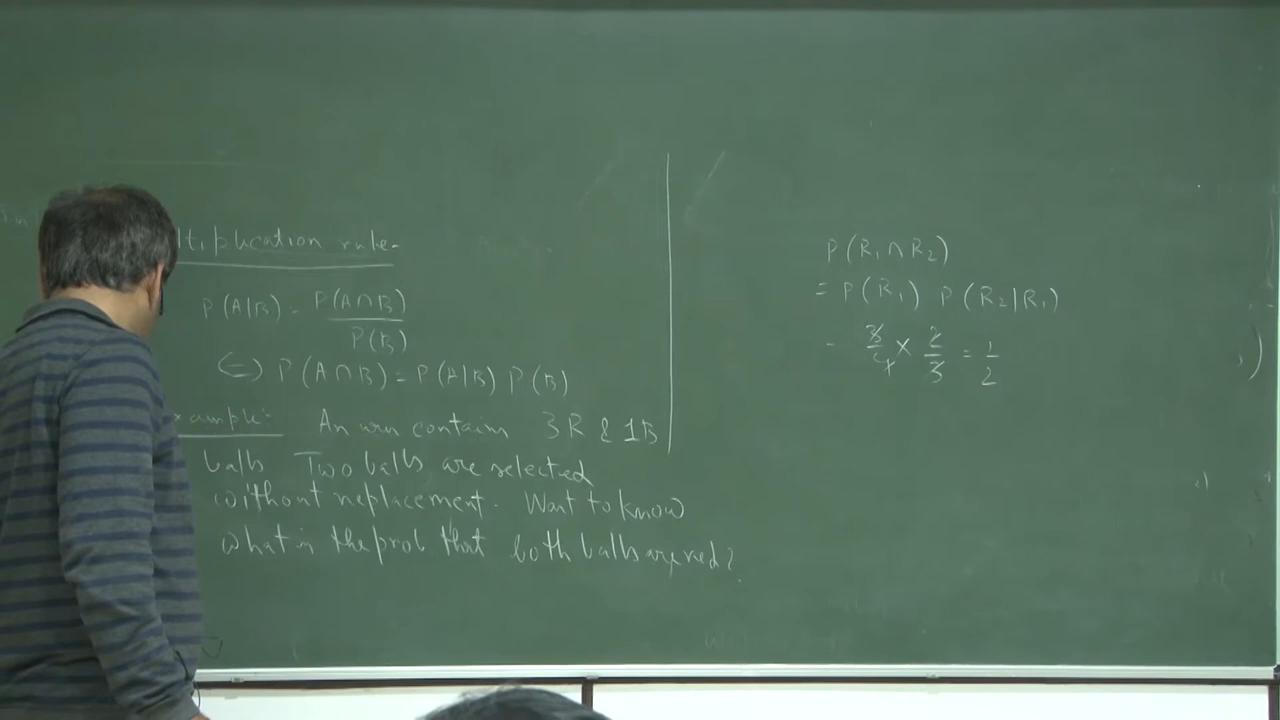 ltiplication rule-
P(A|B) = P(A∩B)
P(B)
⇔ P(A∩B) = P(A|B) P(B)
xample: An urn contains 3R & 1B
balls Two balls are selected
without replacement. Want to know
what is the prob that both balls are red?
P(R₁∩R₂)
= P(R₁) P(R₂|R₁)
= 3/4 × 2/3 = 1/2